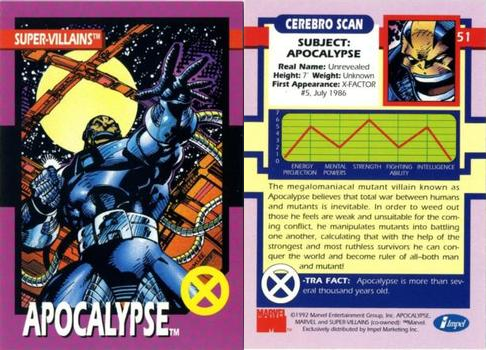 SUPER-VILLAINS™
APOCALYPSE™
CEREBRO SCAN
51
SUBJECT:
APOCALYPSE
Real Name: Unrevealed
Height: 7' Weight: Unknown
First Appearance: X-FACTOR
#5, July 1986
7
6
5
4
3
2
1
0
ENERGY PROJECTION
MENTAL POWERS
STRENGTH
FIGHTING ABILITY
INTELLIGENCE
The megalomaniacal mutant villain known as
Apocalypse believes that total war between humans
and mutants is inevitable. In order to weed out
those he feels are weak and unsuitable for the com-
ing conflict, he manipulates mutants into battling
one another, calculating that with the help of the
strongest and most ruthless survivors he can con-
quer the world and become ruler of all–both man
and mutant!
X-TRA FACT: Apocalypse is more than sev-
eral thousand years old.
MARVEL
©1992 Marvel Entertainment Group, Inc. APOCALYPSE,
MARVEL and SUPER-VILLAINS (co-owned): ™Marvel.
Exclusively distributed by Impel Marketing Inc.
impel